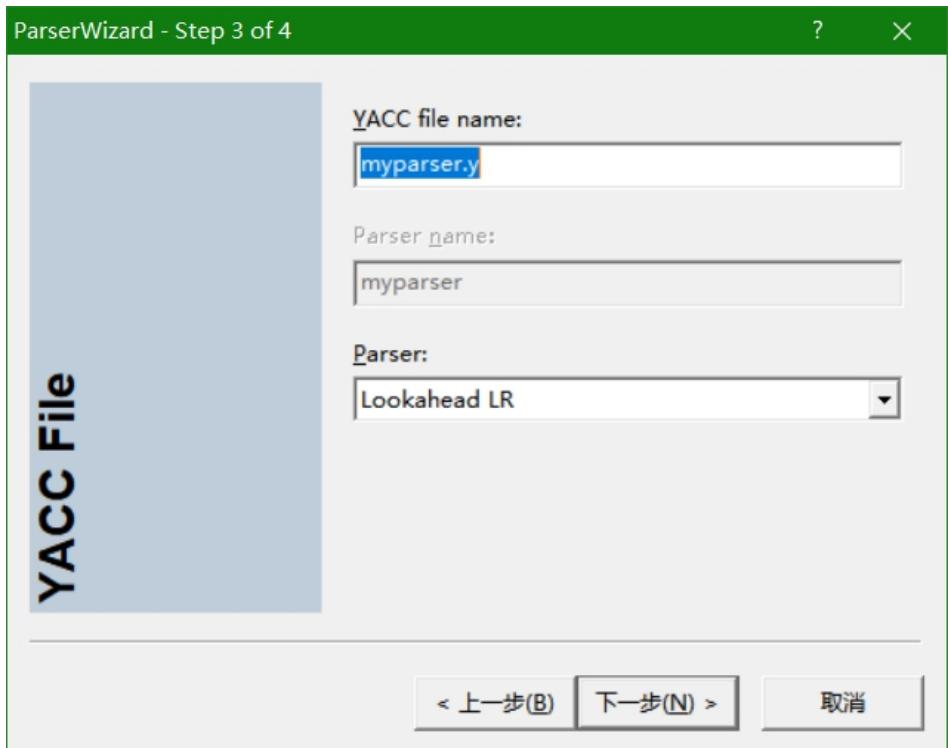 ParserWizard - Step 3 of 4
?
YACC File
YACC file name:
myparser.y
Parser name:
myparser
Parser:
Lookahead LR
< 上一步(B)
下一步(N) >
取消